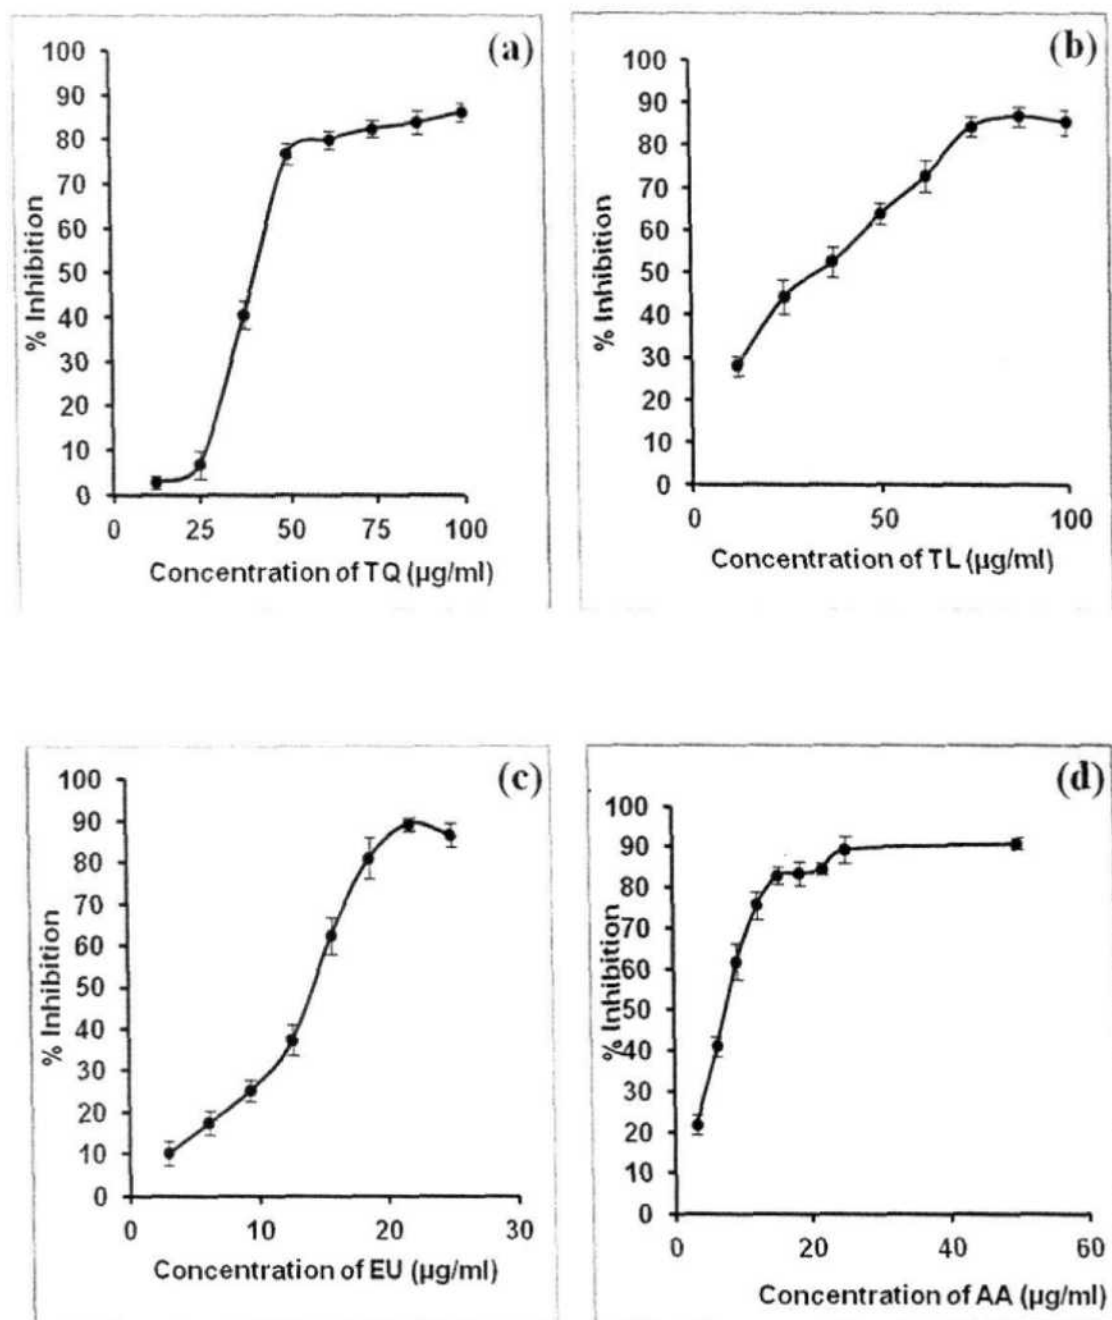 (a)
100
90
80
70
60
50
40
30
20
10
0
% Inhibition
0 25 50 75 100
Concentration of TQ (µg/ml)
(b)
100
90
80
70
60
50
40
30
20
10
0
% Inhibition
0 50 100
Concentration of TL (µg/ml)
(c)
100
90
80
70
60
50
40
30
20
10
0
% Inhibition
0 10 20 30
Concentration of EU (µg/ml)
(d)
100
90
80
70
60
50
40
30
20
10
0
% Inhibition
0 20 40 60
Concentration of AA (µg/ml)